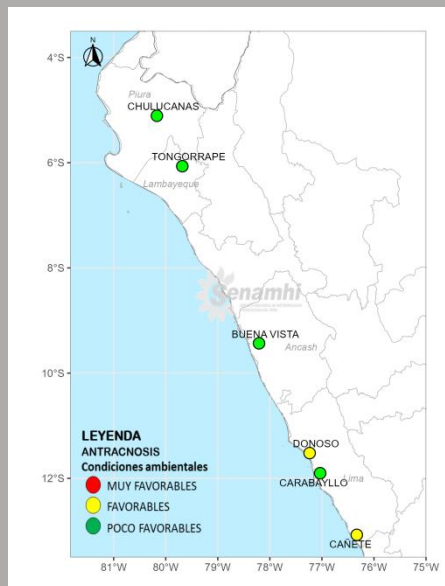 N
4°S
Piura
CHULUCANAS
TONGORRAPE
6°S
Lambayeque
8°S
Senamhi
BUENA VISTA
Ancash
10°S
DONOSO
LEYENDA
ANTRACNOSIS
Condiciones ambientales
MUY FAVORABLES
FAVORABLES
POCO FAVORABLES
CARABAYLLO
Lima
12°S
CAÑETE
81°W 80°W 79°W 78°W 77°W 76°W 75°W